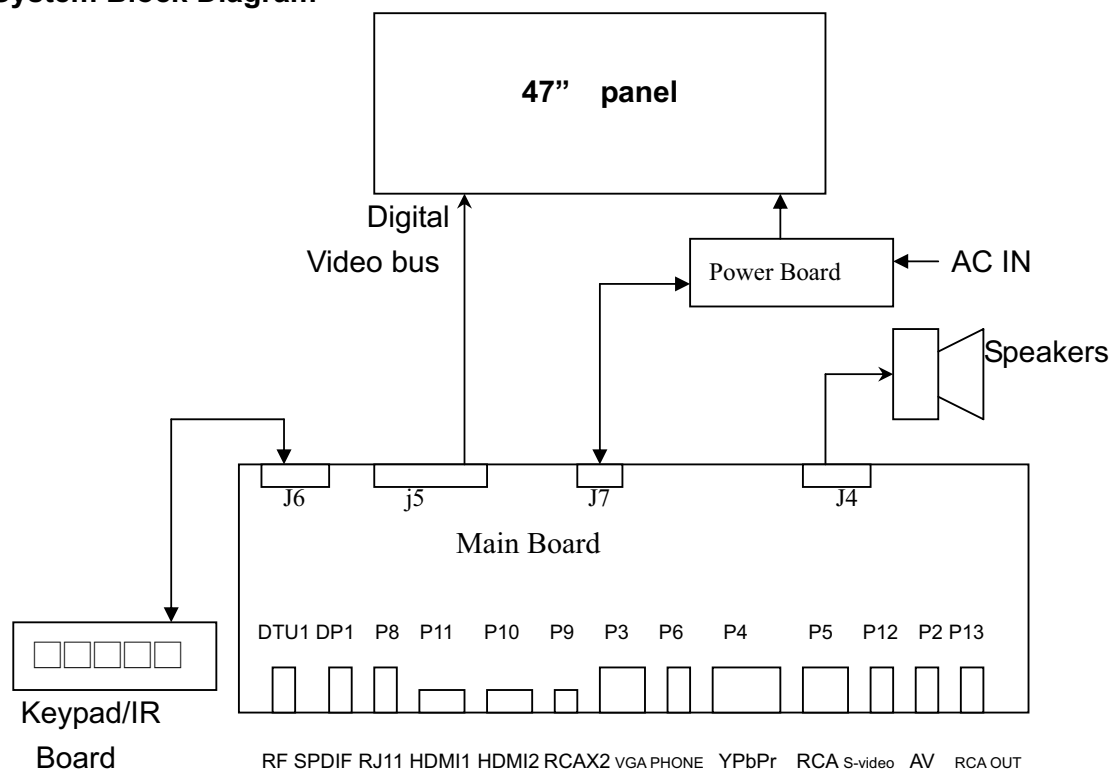 System Block Diagram
47” panel
Digital
Video bus
Power Board
AC IN
Speakers
J6 j5 J7 J4
Main Board
DTU1 DP1 P8 P11 P10 P9 P3 P6 P4 P5 P12 P2 P13
Keypad/IR
Board
RF SPDIF RJ11 HDMI1 HDMI2 RCAX2 VGA PHONE YPbPr RCA S-video AV RCA OUT